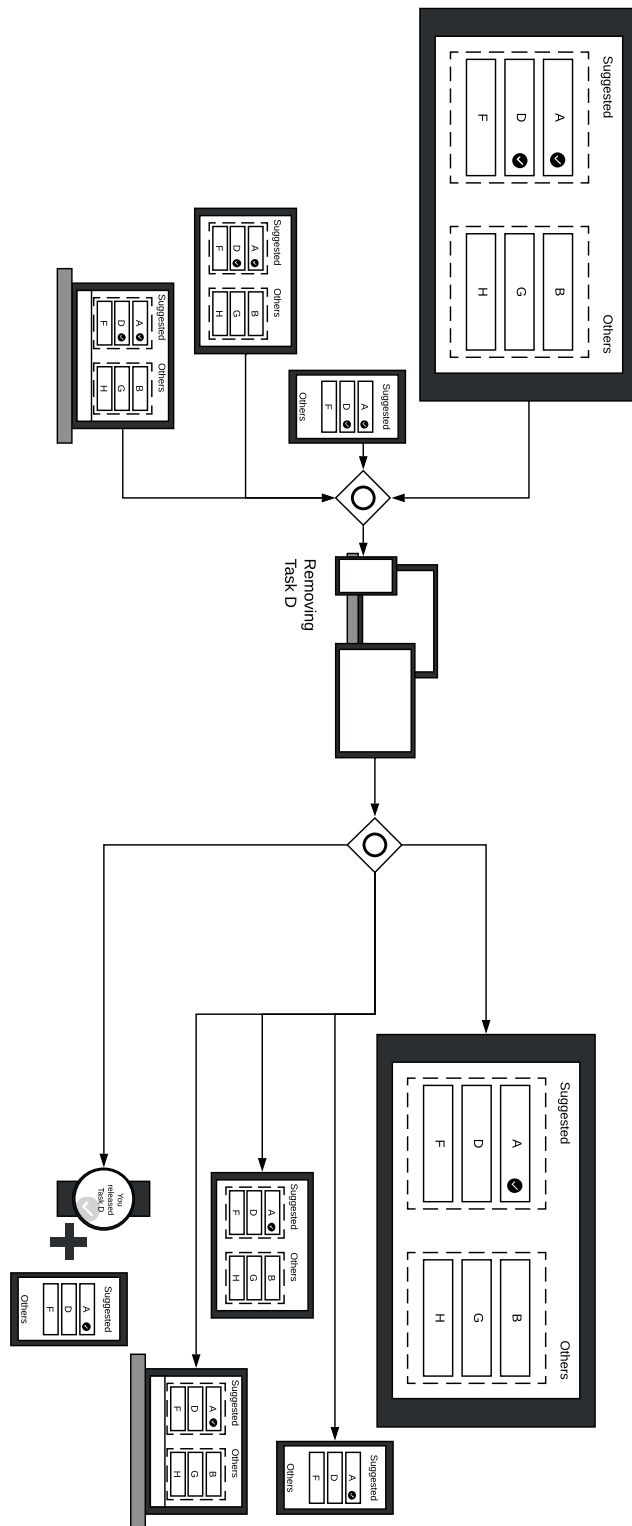 Suggested
A
D
F
Others
B
G
H
Suggested
A
D
F
Others
Suggested
A
D
F
Others
B
G
H
Suggested
A
D
F
Others
B
G
H
Removing
Task D
Suggested
A
D
F
Others
B
G
H
Suggested
A
D
F
Others
Suggested
A
D
F
Others
B
G
H
Suggested
A
D
F
Others
B
G
H
You
released
Task D.
Suggested
A
D
F
Others